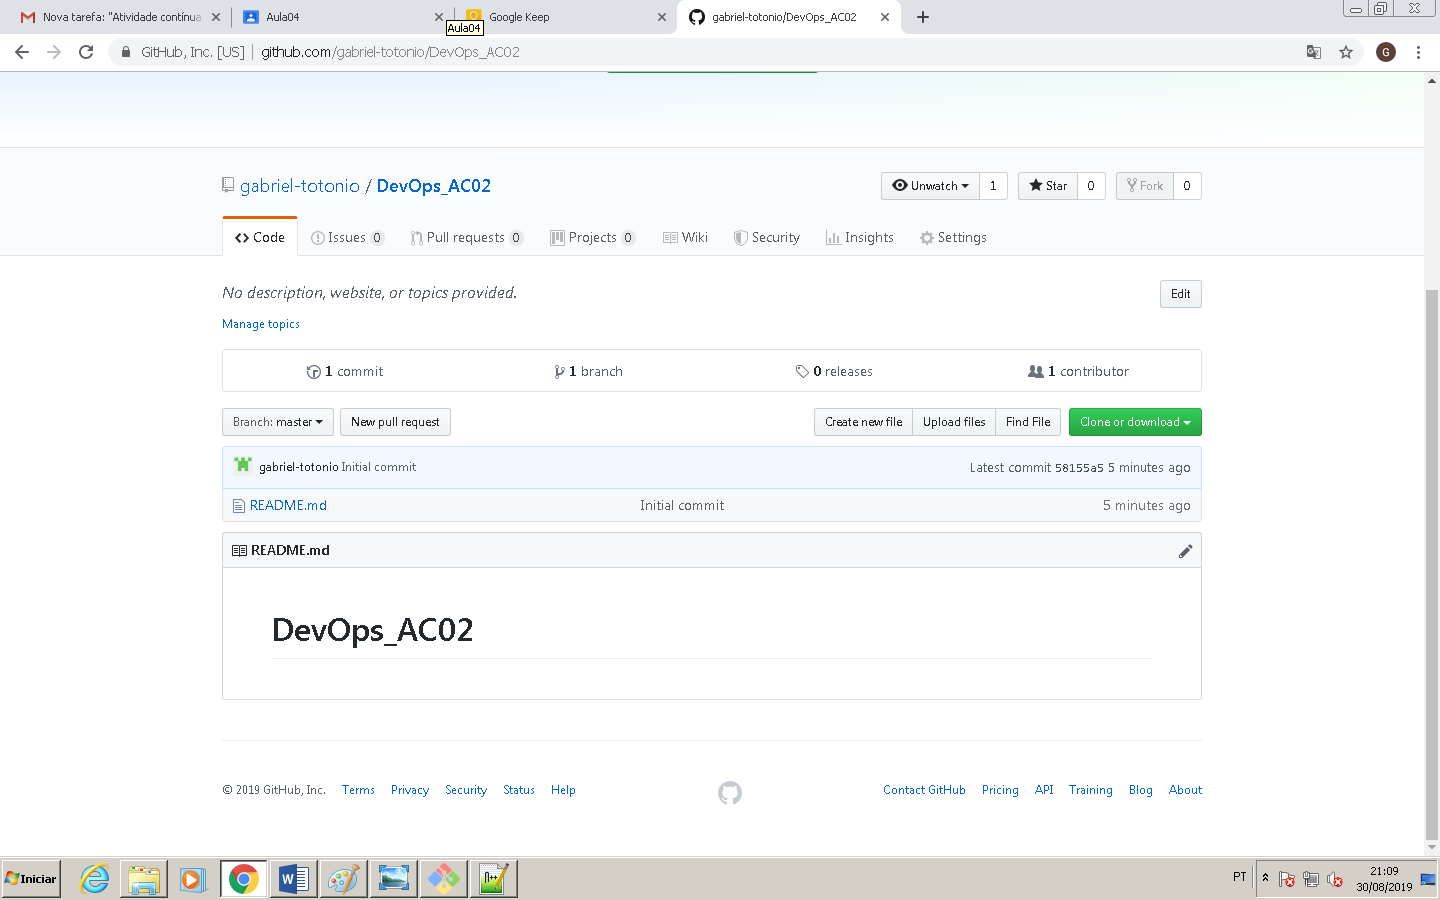 Nova tarefa: "Atividade contínua
Aula04
Google Keep
gabriel-totonio/DevOps_AC02
Aula04
GitHub, Inc. [US] | github.com/gabriel-totonio/DevOps_AC02
G
gabriel-totonio / DevOps_AC02
Unwatch 1
Star 0
Fork 0
Code
Issues 0
Pull requests 0
Projects 0
Wiki
Security
Insights
Settings
No description, website, or topics provided.
Edit
Manage topics
1 commit
1 branch
0 releases
1 contributor
Branch: master
New pull request
Create new file
Upload files
Find File
Clone or download
gabriel-totonio Initial commit
Latest commit 58155a5 5 minutes ago
README.md
Initial commit
5 minutes ago
README.md
DevOps_AC02
© 2019 GitHub, Inc.
Terms
Privacy
Security
Status
Help
Contact GitHub
Pricing
API
Training
Blog
About
Iniciar
PT
21:09
30/08/2019